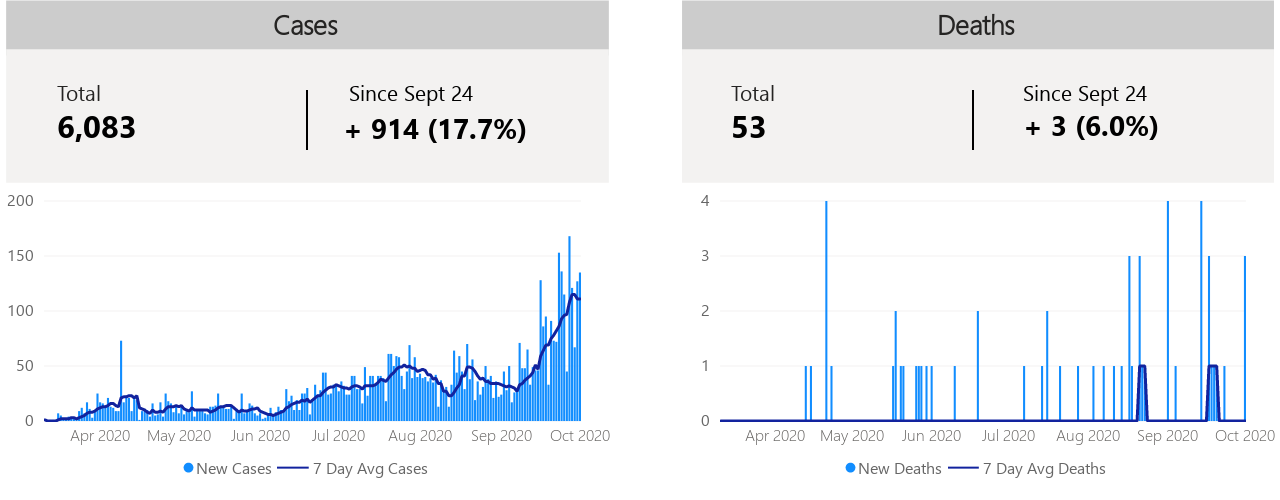 Cases
Total
6,083
Since Sept 24
+ 914 (17.7%)
200
150
100
50
0
Apr 2020 May 2020 Jun 2020 Jul 2020 Aug 2020 Sep 2020 Oct 2020
New Cases 7 Day Avg Cases
Deaths
Total
53
Since Sept 24
+ 3 (6.0%)
4
3
2
1
0
Apr 2020 May 2020 Jun 2020 Jul 2020 Aug 2020 Sep 2020 Oct 2020
New Deaths 7 Day Avg Deaths